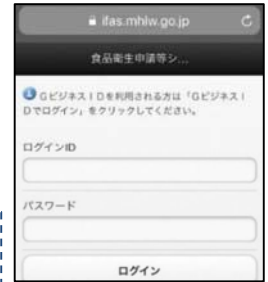 ifas.mhlw.go.jp
食品衛生申請等シ...
GビジネスIDを利用される方は「GビジネスI
Dでログイン」をクリックしてください。
ログインID
パスワード
ログイン